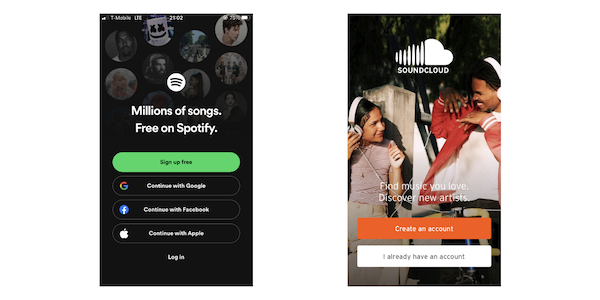 T-Mobile 21:02 75%
Millions of songs.
Free on Spotify.
Sign up free
Continue with Google
Continue with Facebook
Continue with Apple
Log in
SOUNDCLOUD
Find music you love.
Discover new artists.
Create an account
I already have an account